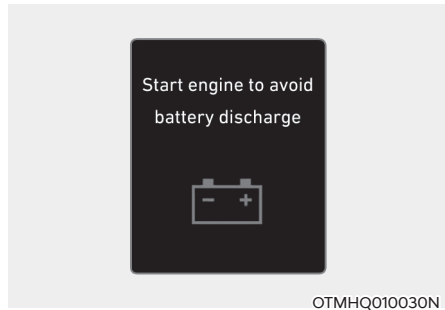 Start engine to avoid
battery discharge
− +
OTMHQ010030N